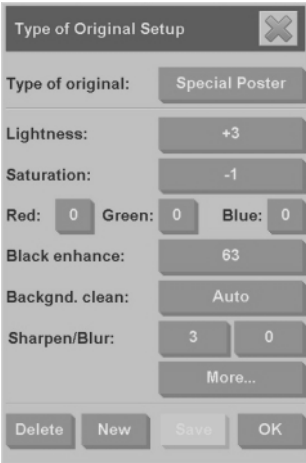 Type of Original Setup
Type of original: Special Poster
Lightness: +3
Saturation: -1
Red: 0 Green: 0 Blue: 0
Black enhance: 63
Backgnd. clean: Auto
Sharpen/Blur: 3 0
More...
Delete New Save OK